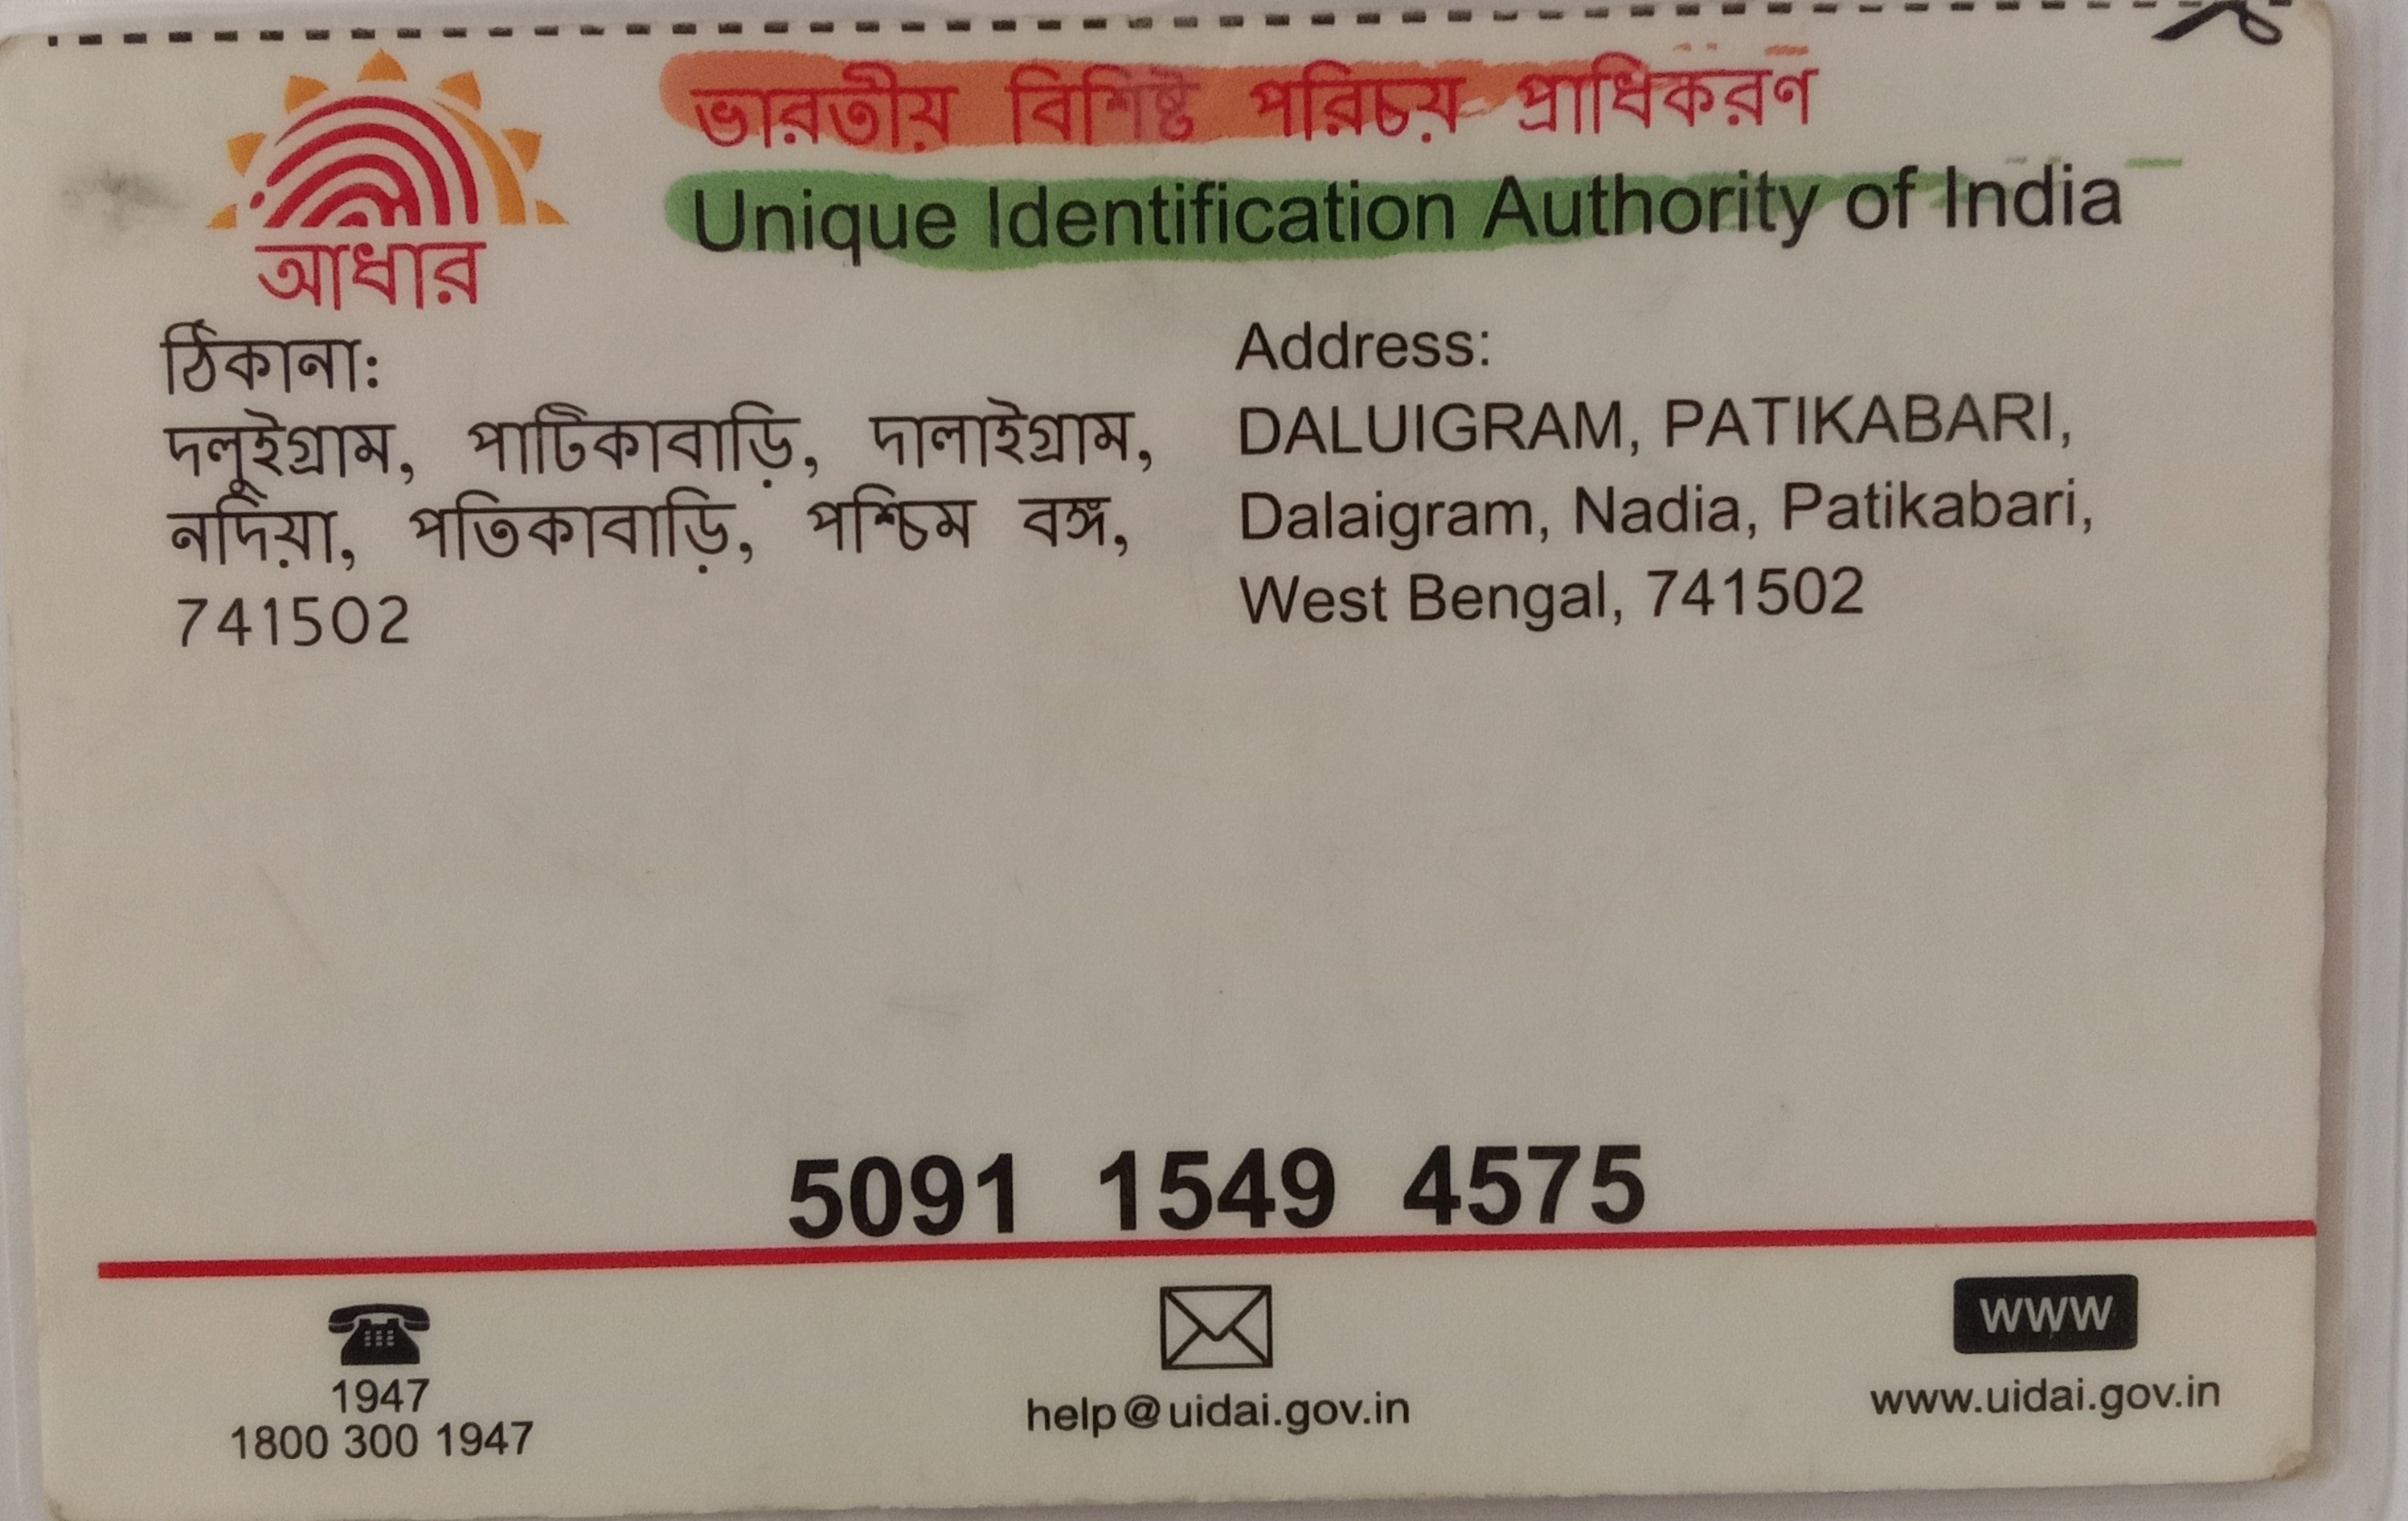 ভারতীয় বিশিষ্ট পরিচয় প্রাধিকরণ
Unique Identification Authority of India
আধার
ঠিকানা:
দলুইগ্রাম, পাটিকাবাড়ি, দালাইগ্রাম,
নদিয়া, পতিকাবাড়ি, পশ্চিম বঙ্গ,
741502
Address:
DALUIGRAM, PATIKABARI,
Dalaigram, Nadia, Patikabari,
West Bengal, 741502
5091 1549 4575
1947
1800 300 1947
help@uidai.gov.in
www
www.uidai.gov.in